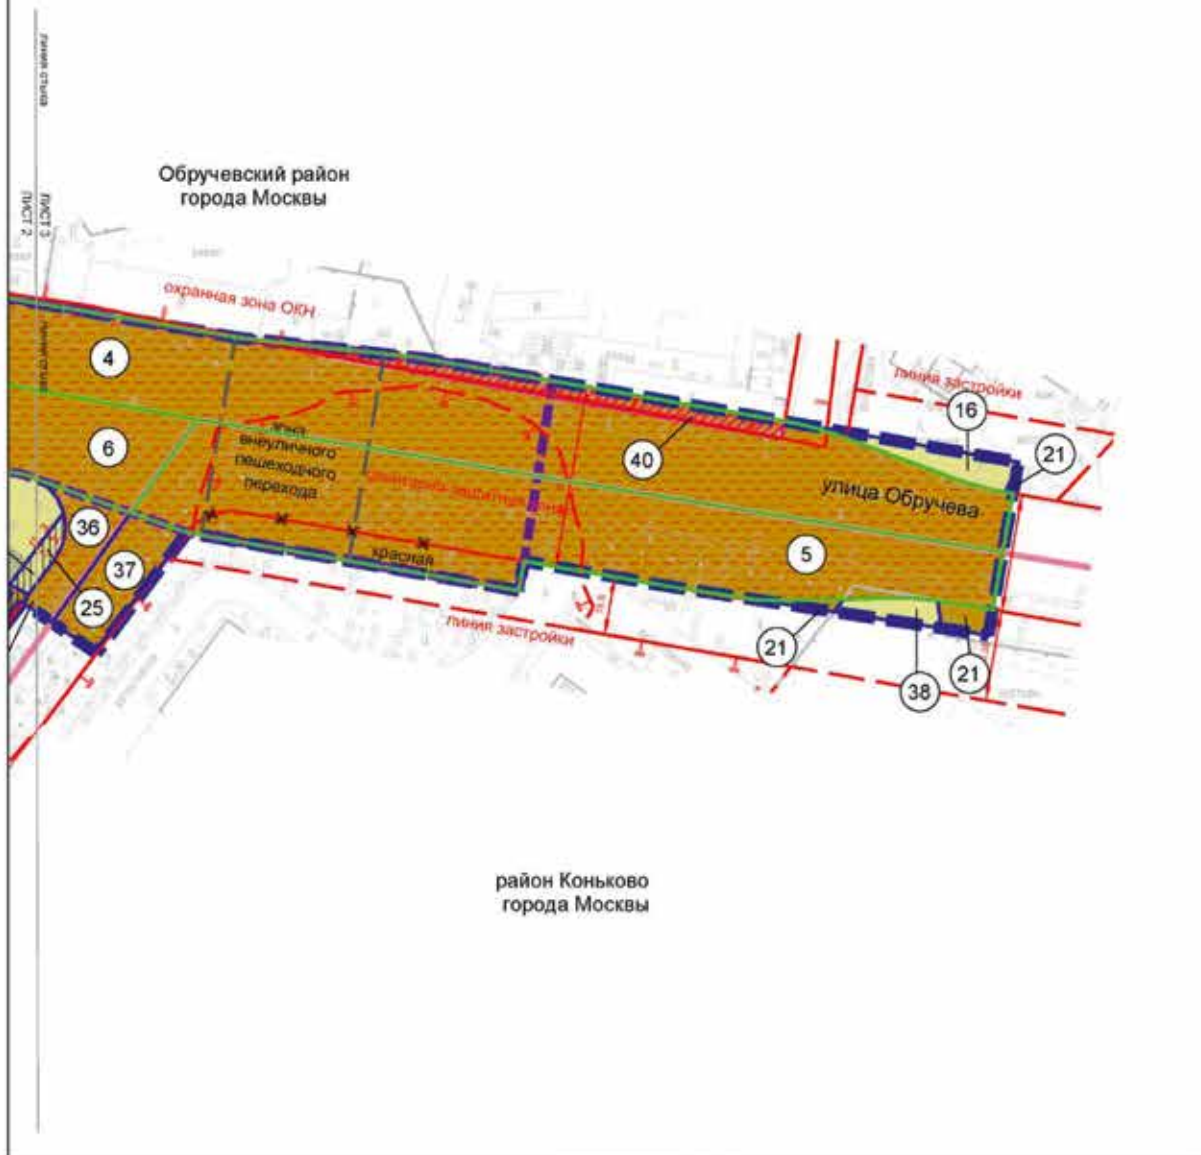 линия стыка
ЛИСТ 2
ЛИСТ 3
Обручевский район
города Москвы
охранная зона ОКН
линия застройки
4
16
21
6
40
зона
внеуличного
пешеходного
перехода
улица Обручева
36
5
37
красная
25
линия застройки
21
38
21
район Коньково
города Москвы